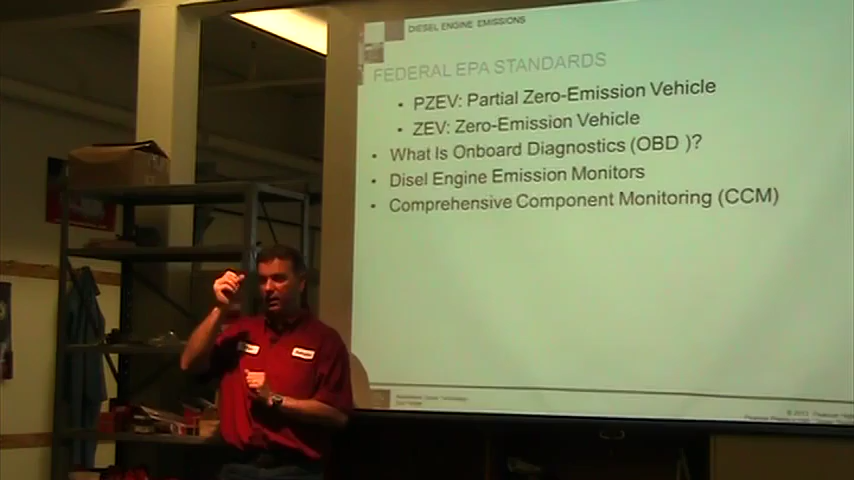 DIESEL ENGINE EMISSIONS
FEDERAL EPA STANDARDS
• PZEV: Partial Zero-Emission Vehicle
• ZEV: Zero-Emission Vehicle
• What Is Onboard Diagnostics (OBD )?
• Disel Engine Emission Monitors
• Comprehensive Component Monitoring (CCM)